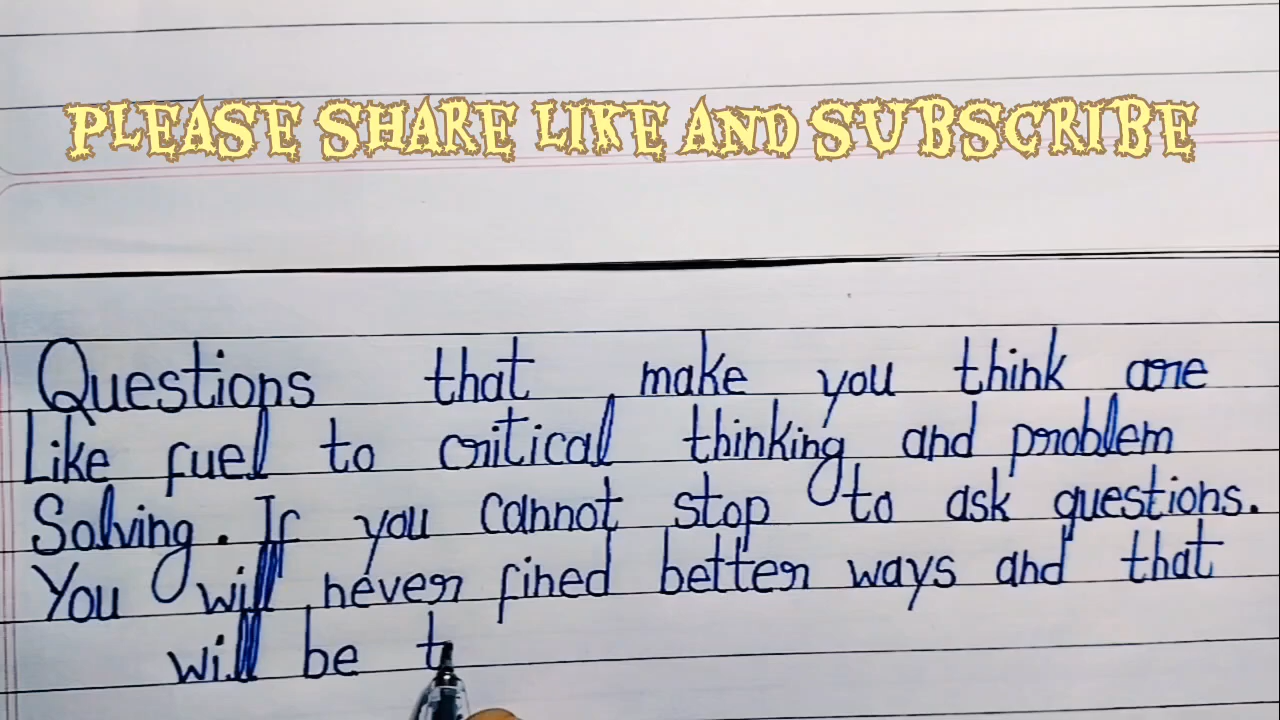 PLEASE SHARE LIKE AND SUBSCRIBE
Questions that make you think are
Like fuel to critical thinking and problem
Solving. If you cannot stop to ask questions.
You will never fined better ways and that
will be t